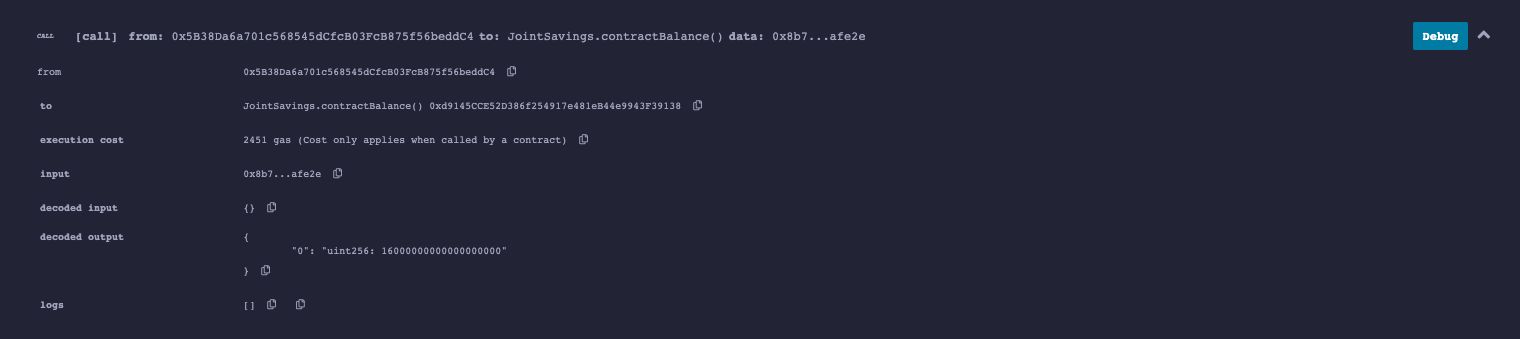 CALL [call] from: 0x5B38Da6a701c568545dCfcB03FcB875f56beddC4 to: JointSavings.contractBalance() data: 0x8b7...afe2e Debug
from 0x5B38Da6a701c568545dCfcB03FcB875f56beddC4
to JointSavings.contractBalance() 0xd9145CCE52D386f254917e481eB44e9943F39138
execution cost 2451 gas (Cost only applies when called by a contract)
input 0x8b7...afe2e
decoded input {}
decoded output {
"0": "uint256: 16000000000000000000"
}
logs []